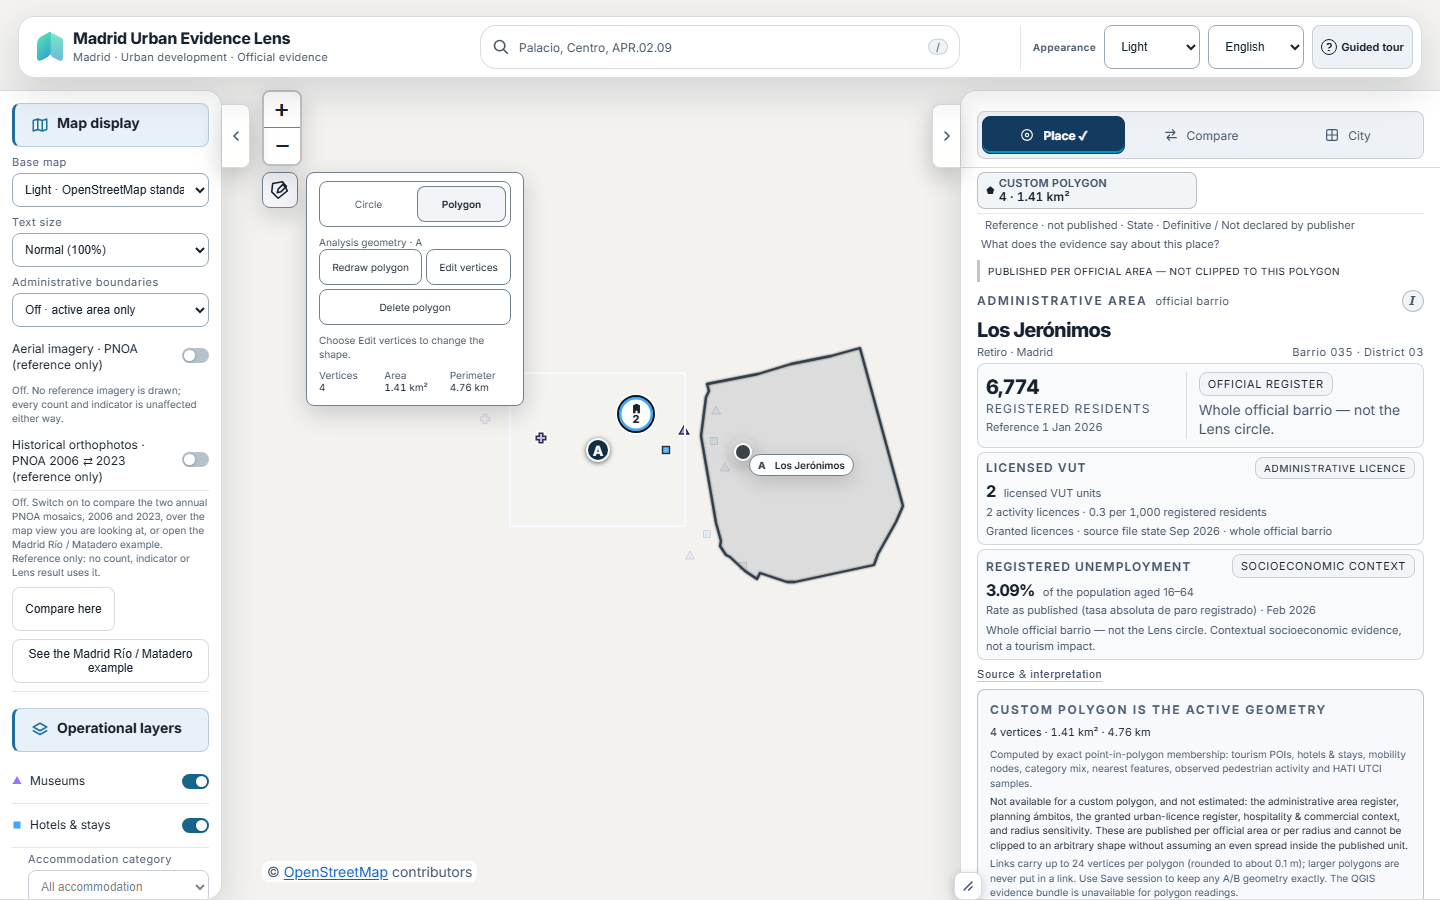 Madrid Urban Evidence Lens
Madrid · Urban development · Official evidence
Palacio, Centro, APR.02.09
/
Appearance
Light
English
? Guided tour
Map display
Base map
Light · OpenStreetMap standa
Text size
Normal (100%)
Administrative boundaries
Off · active area only
Aerial imagery · PNOA
(reference only)
Off. No reference imagery is drawn;
every count and indicator is unaffected
either way.
Historical orthophotos ·
PNOA 2006 ⇄ 2023
(reference only)
Off. Switch on to compare the two annual
PNOA mosaics, 2006 and 2023, over the
map view you are looking at, or open the
Madrid Río / Matadero example.
Reference only: no count, indicator or
Lens result uses it.
Compare here
See the Madrid Río / Matadero
example
Operational layers
Museums
Hotels & stays
Accommodation category
All accommodation
+
−
Circle
Polygon
Analysis geometry · A
Redraw polygon
Edit vertices
Delete polygon
Choose Edit vertices to change the
shape.
Vertices
Area
Perimeter
4
1.41 km²
4.76 km
2
A
A Los Jerónimos
© OpenStreetMap contributors
Place ✓
Compare
City
CUSTOM POLYGON
4 · 1.41 km²
Reference · not published · State · Definitive / Not declared by publisher
What does the evidence say about this place?
PUBLISHED PER OFFICIAL AREA — NOT CLIPPED TO THIS POLYGON
ADMINISTRATIVE AREA official barrio
I
Los Jerónimos
Retiro · Madrid
Barrio 035 · District 03
6,774
REGISTERED RESIDENTS
Reference 1 Jan 2026
OFFICIAL REGISTER
Whole official barrio — not the
Lens circle.
LICENSED VUT
ADMINISTRATIVE LICENCE
2 licensed VUT units
2 activity licences · 0.3 per 1,000 registered residents
Granted licences · source file state Sep 2026 · whole official barrio
REGISTERED UNEMPLOYMENT
SOCIOECONOMIC CONTEXT
3.09% of the population aged 16–64
Rate as published (tasa absoluta de paro registrado) · Feb 2026
Whole official barrio — not the Lens circle. Contextual socioeconomic evidence,
not a tourism impact.
Source & interpretation
CUSTOM POLYGON IS THE ACTIVE GEOMETRY
4 vertices · 1.41 km² · 4.76 km
Computed by exact point-in-polygon membership: tourism POIs, hotels & stays, mobility
nodes, category mix, nearest features, observed pedestrian activity and HATI UTCI
samples.
Not available for a custom polygon, and not estimated: the administrative area register,
planning ámbitos, the granted urban-licence register, hospitality & commercial context,
and radius sensitivity. These are published per official area or per radius and cannot be
clipped to an arbitrary shape without assuming an even spread inside the published unit.
Links carry up to 24 vertices per polygon (rounded to about 0.1 m); larger polygons are
never put in a link. Use Save session to keep any A/B geometry exactly. The QGIS
evidence bundle is unavailable for polygon readings.